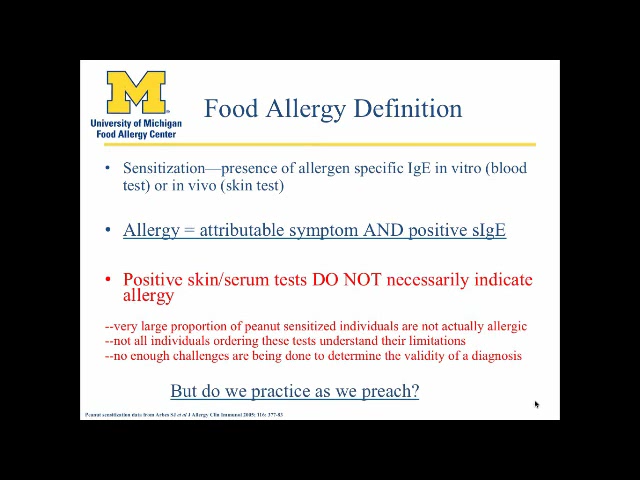 M
University of Michigan
Food Allergy Center
Food Allergy Definition
• Sensitization—presence of allergen specific IgE in vitro (blood
test) or in vivo (skin test)
• Allergy = attributable symptom AND positive sIgE
• Positive skin/serum tests DO NOT necessarily indicate
allergy
--very large proportion of peanut sensitized individuals are not actually allergic
--not all individuals ordering these tests understand their limitations
--no enough challenges are being done to determine the validity of a diagnosis
But do we practice as we preach?
Peanut sensitization data from Arbes SJ et al J Allergy Clin Immunol 2005; 116: 377-83